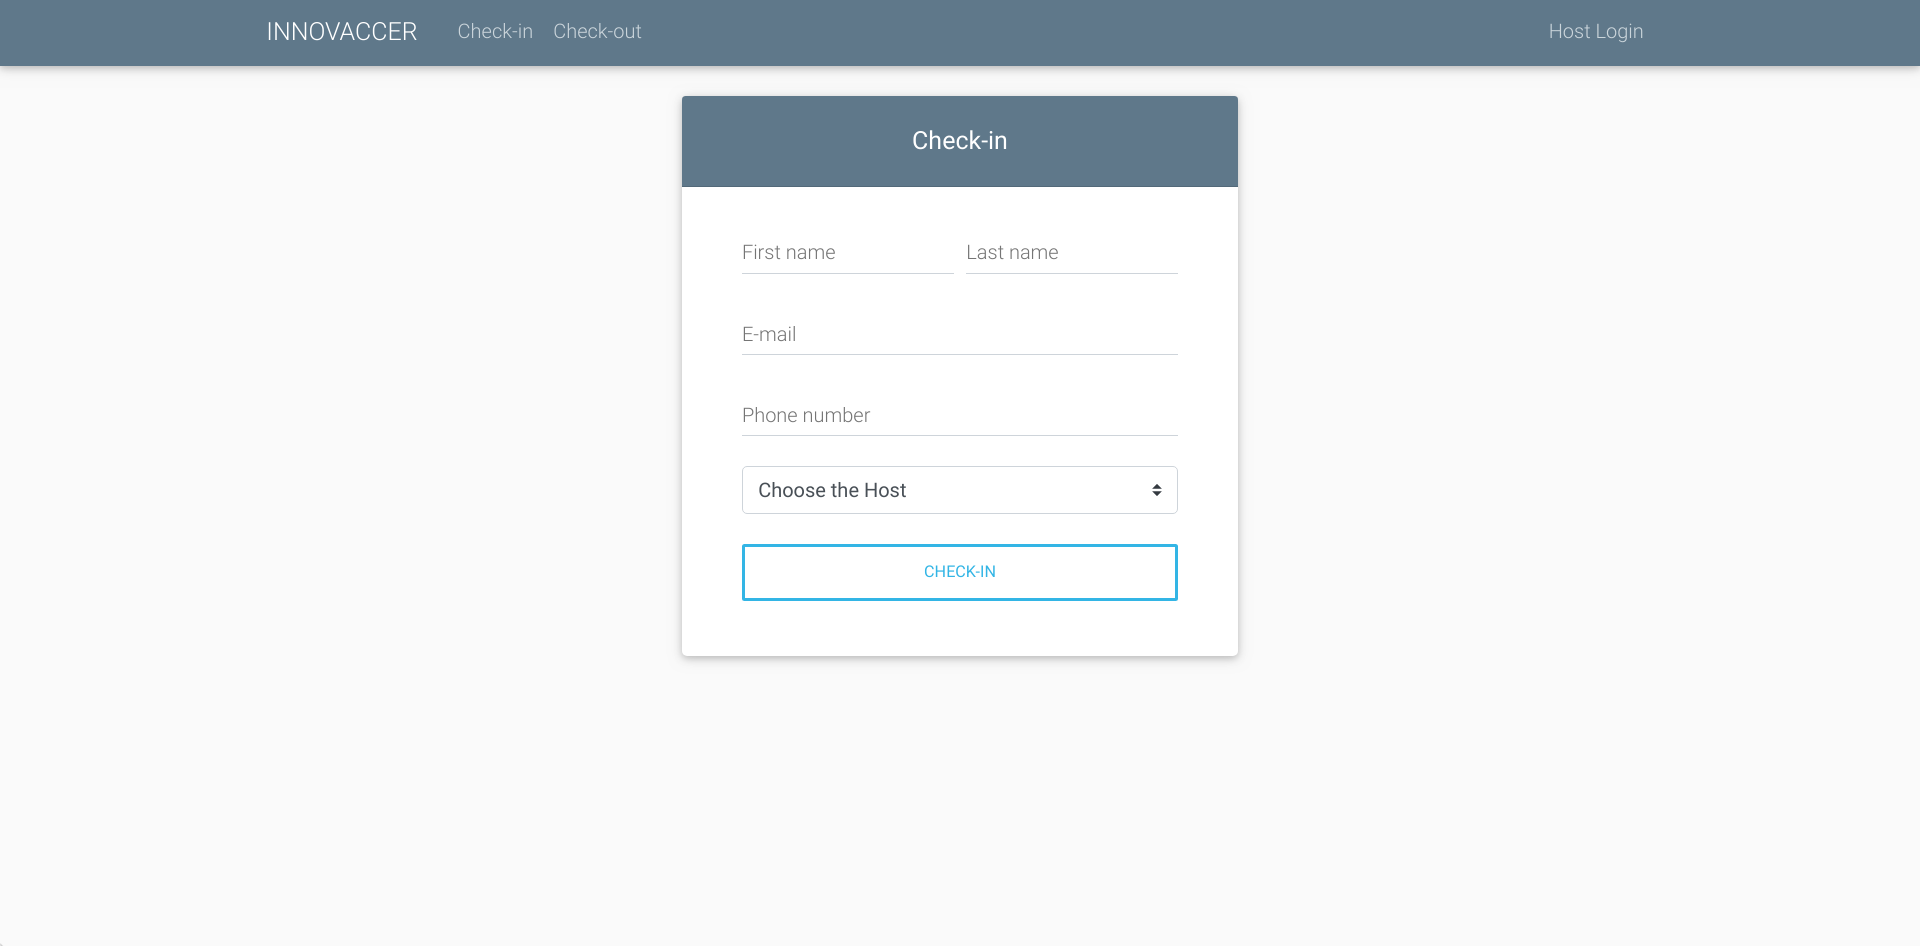 INNOVACCER Check-in Check-out Host Login
Check-in
First name Last name
E-mail
Phone number
Choose the Host
CHECK-IN